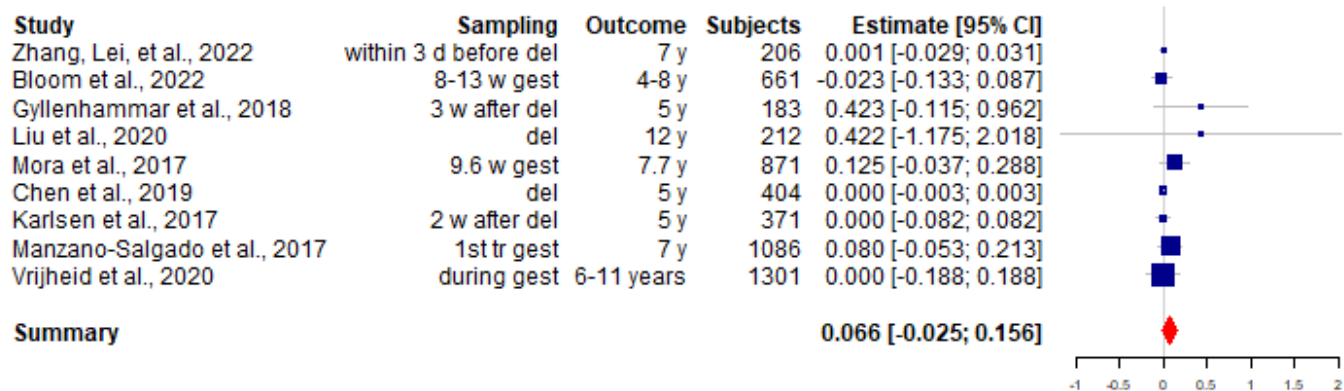 Study Sampling Outcome Subjects Estimate [95% CI]
Zhang, Lei, et al., 2022 within 3 d before del 7 y 206 0.001 [-0.029; 0.031]
Bloom et al., 2022 8-13 w gest 4-8 y 661 -0.023 [-0.133; 0.087]
Gyllenhammar et al., 2018 3 w after del 5 y 183 0.423 [-0.115; 0.962]
Liu et al., 2020 del 12 y 212 0.422 [-1.175; 2.018]
Mora et al. 2017 9.6 w gest 7.7 y 871 0.125 [-0.037; 0.288]
Chen et al. 2019 del 5 y 404 0.000 [-0.003; 0.003]
Karlsen et al. 2017 2 w after del 5 y 371 0.000 [-0.082; 0.082]
Manzano-Salgado et al. 2017 1st tr gest 7 y 1086 0.080 [-0.053; 0.213]
Vrijheid et al., 2020 during gest 6-11 years 1301 0.000 [-0.188; 0.188]
Summary 0.066 [-0.025; 0.156]
-1 -0.5 0 0.5 1 1.5 2